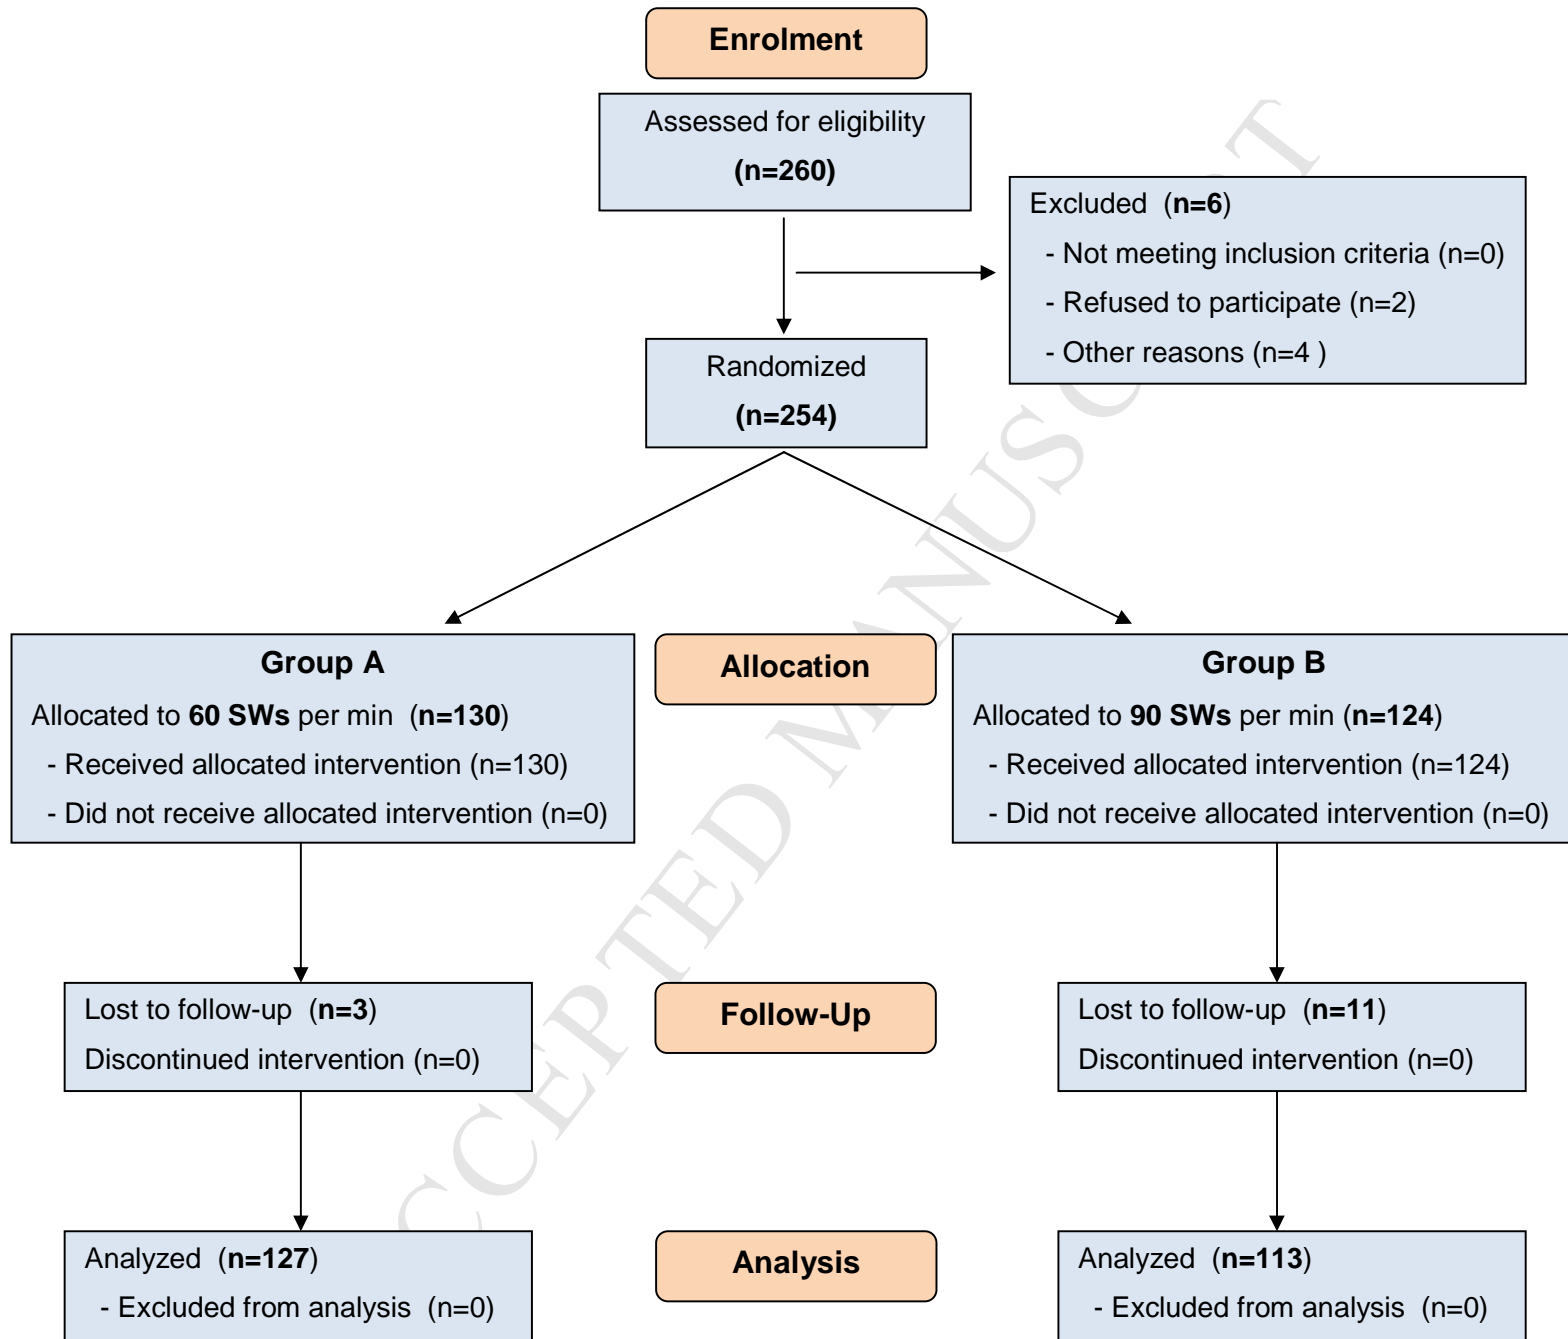 Enrolment
Assessed for eligibility
(n=260)
Excluded (n=6)
- Not meeting inclusion criteria (n=0)
- Refused to participate (n=2)
- Other reasons (n=4 )
Randomized
(n=254)
Group A
Allocated to 60 SWs per min (n=130)
- Received allocated intervention (n=130)
- Did not receive allocated intervention (n=0)
Allocation
Group B
Allocated to 90 SWs per min (n=124)
- Received allocated intervention (n=124)
- Did not receive allocated intervention (n=0)
Lost to follow-up (n=3)
Discontinued intervention (n=0)
Follow-Up
Lost to follow-up (n=11)
Discontinued intervention (n=0)
Analyzed (n=127)
- Excluded from analysis (n=0)
Analysis
Analyzed (n=113)
- Excluded from analysis (n=0)
CCEPTED MANUSC T